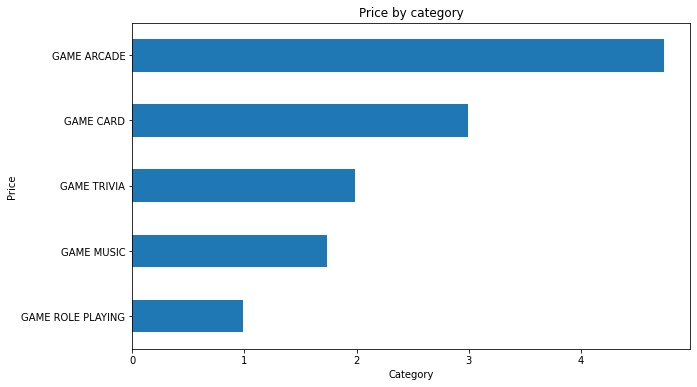 Price by category
GAME ARCADE
GAME CARD
GAME TRIVIA
GAME MUSIC
GAME ROLE PLAYING
Price
0 1 2 3 4
Category